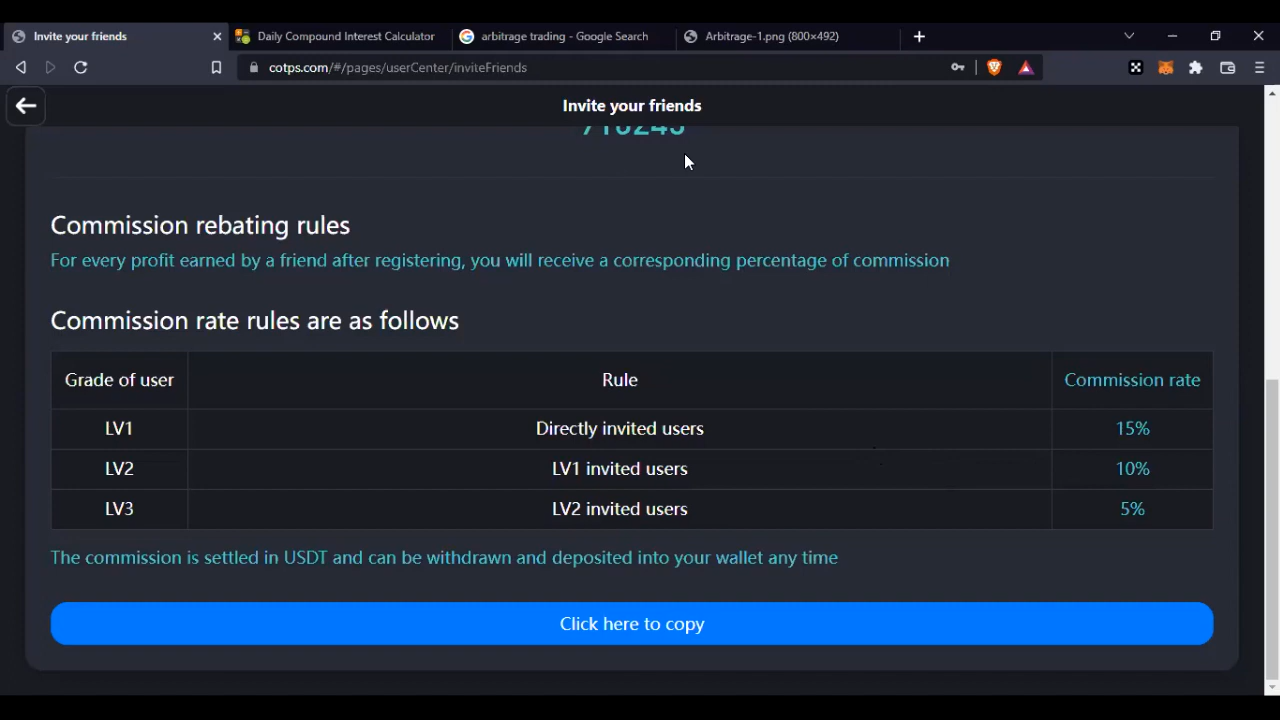 Invite your friends
Daily Compound Interest Calculator
arbitrage trading - Google Search
Arbitrage-1.png (800×492)
cotps.com/#/pages/userCenter/inviteFriends
Invite your friends
Commission rebating rules
For every profit earned by a friend after registering, you will receive a corresponding percentage of commission
Commission rate rules are as follows
Grade of user Rule Commission rate
LV1 Directly invited users 15%
LV2 LV1 invited users 10%
LV3 LV2 invited users 5%
The commission is settled in USDT and can be withdrawn and deposited into your wallet any time
Click here to copy